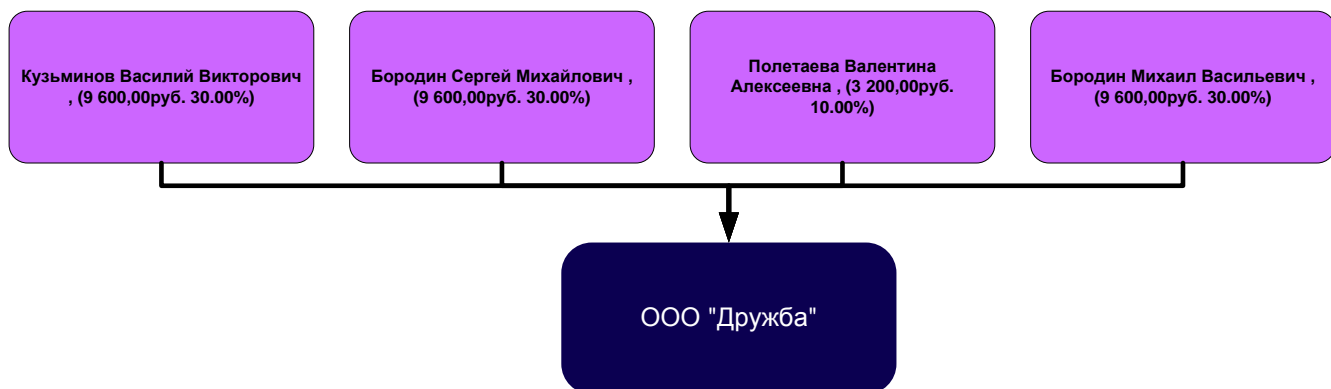 Кузьминов Василий Викторович
, (9 600,00руб. 30.00%)
Бородин Сергей Михайлович ,
(9 600,00руб. 30.00%)
Полетаева Валентина
Алексеевна , (3 200,00руб.
10.00%)
Бородин Михаил Васильевич ,
(9 600,00руб. 30.00%)
ООО "Дружба"